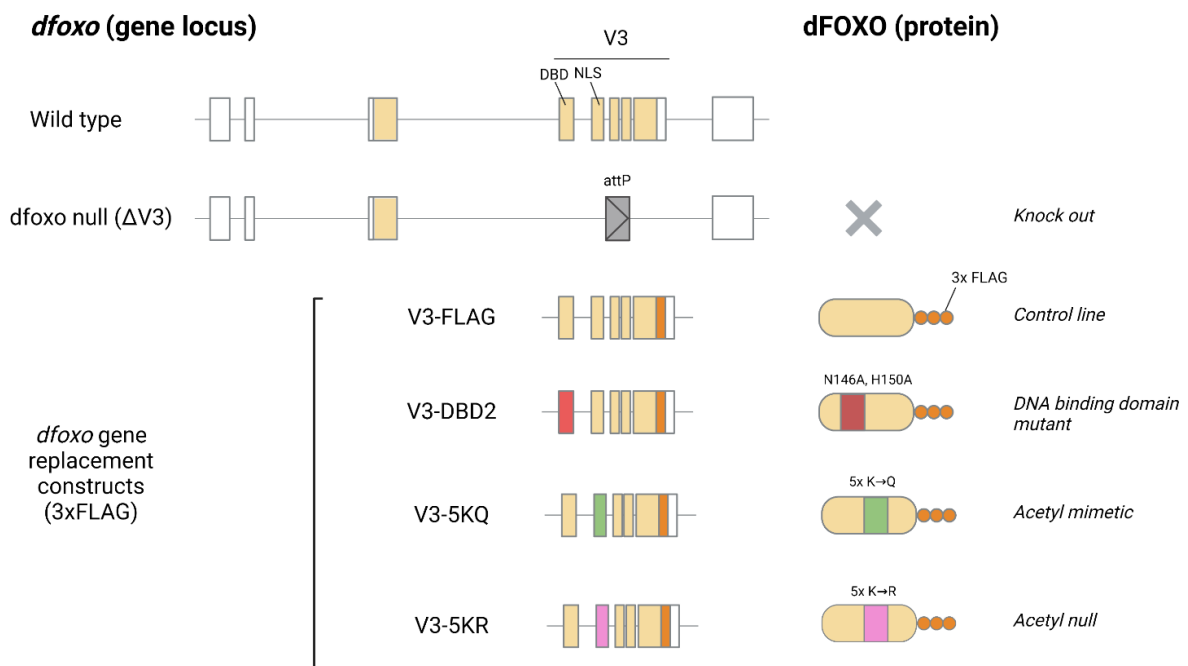 dfoxo (gene locus)
dFOXO (protein)
V3
DBD NLS
Wild type
attP
dfoxo null (ΔV3)
Knock out
3x FLAG
V3-FLAG
Control line
N146A, H150A
V3-DBD2
DNA binding domain
mutant
dfoxo gene
replacement
constructs
(3xFLAG)
5x K→Q
V3-5KQ
Acetyl mimetic
5x K→R
V3-5KR
Acetyl null